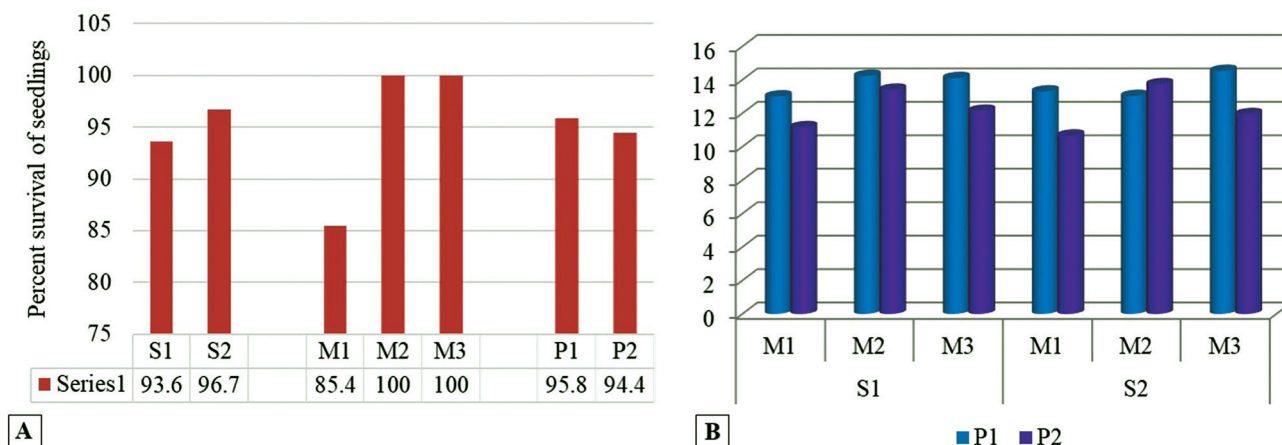 Percent survival of seedlings
105
100
95
90
85
80
75
S1 S2 M1 M2 M3 P1 P2
Series1 93.6 96.7 85.4 100 100 95.8 94.4
A
16
14
12
10
8
6
4
2
0
M1 M2 M3 M1 M2 M3
S1 S2
P1 P2
B